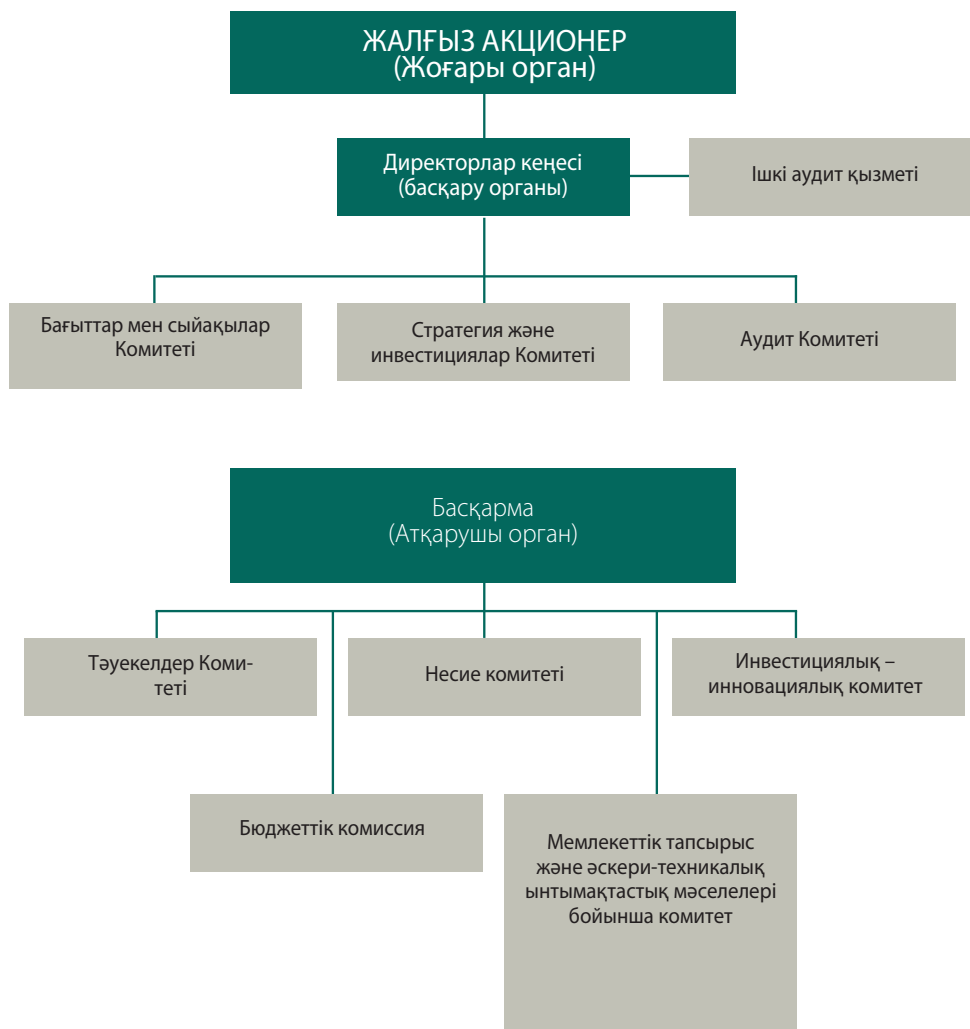 ЖАЛҒЫЗ АКЦИОНЕР
(Жоғары орган)
Директорлар кеңесі
(басқару органы)
Ішкі аудит қызметі
Бағыттар мен сыйақылар
Комитеті
Стратегия және
инвестициялар Комитеті
Аудит Комитеті
Басқарма
(Атқарушы орган)
Тәуекелдер Коми-
теті
Несие комитеті
Инвестициялық –
инновациялық комитет
Бюджеттік комиссия
Мемлекеттік тапсырыс
және әскери-техникалық
ынтымақтастық мәселелері
бойынша комитет